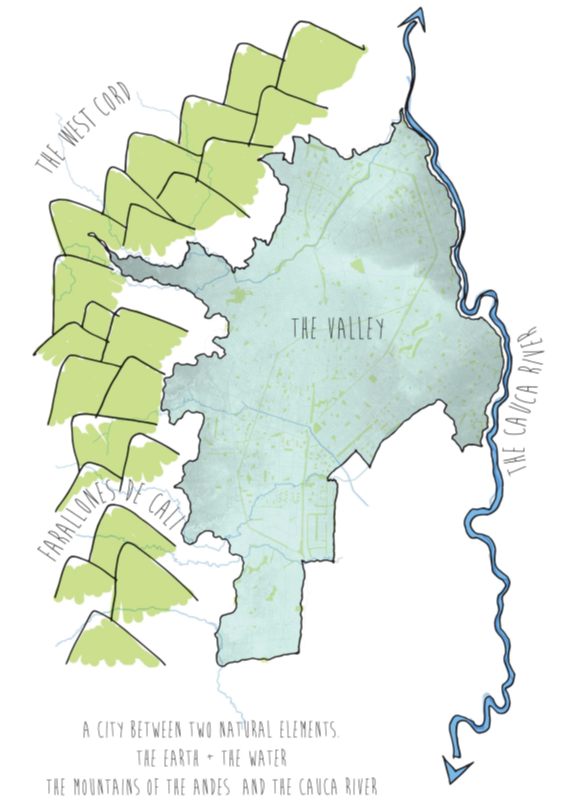 THE WEST CORD
THE VALLEY
THE CAUCA RIVER
FARALLONES DE CALI
A CITY BETWEEN TWO NATURAL ELEMENTS.
THE EARTH + THE WATER
THE MOUNTAINS OF THE ANDES AND THE CAUCA RIVER